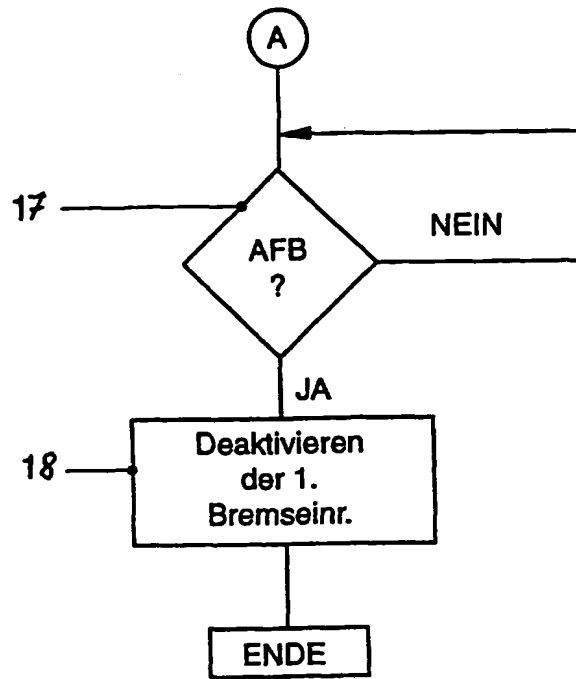 A
17
AFB
?
NEIN
JA
18
Deaktivieren
der 1.
Bremseinr.
ENDE